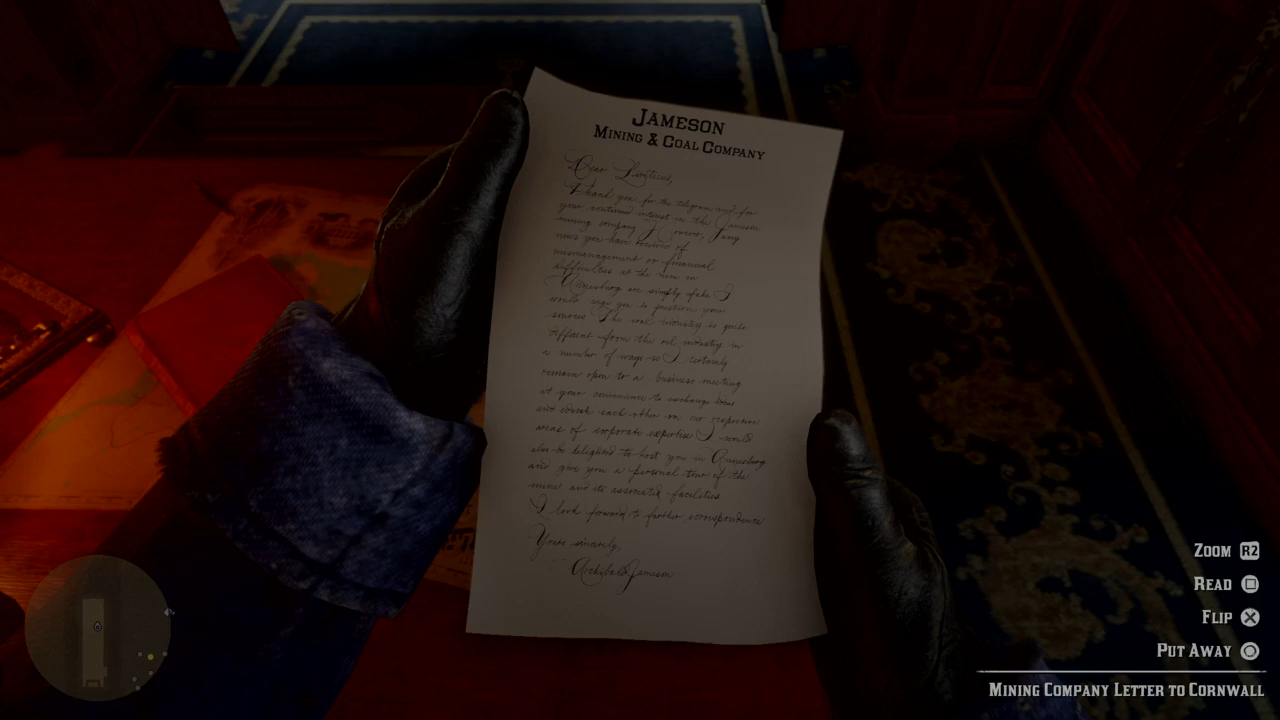 JAMESON
MINING & COAL COMPANY
Dear Leviticus,
Thank you for the telegram and for
your continued interest in the Jameson
mining company. However, any
news you have received of
mismanagement or financial
difficulties at the mine in
Annesburg are simply fake. I
would urge you to question your
sources. The coal industry is quite
different from the oil industry in
a number of ways so I certainly
remain open to a business meeting
at your convenience to exchange ideas
and educate each other on our respective
areas of corporate expertise. I would
also be delighted to host you in Annesburg
and give you a personal tour of the
mine and its associated facilities.
I look forward to further correspondence
Yours sincerely,
Archibald Jameson
ZOOM R2
READ
FLIP
PUT AWAY
MINING COMPANY LETTER TO CORNWALL